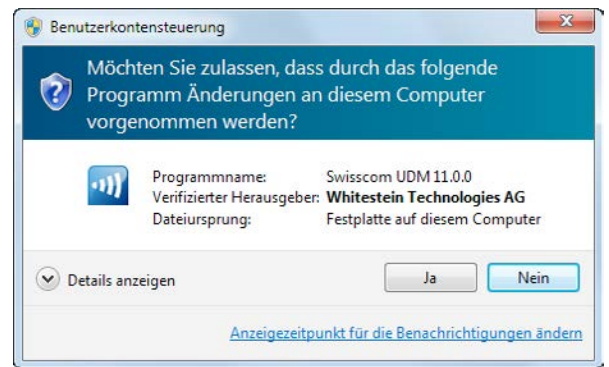 Benutzerkontensteuerung
Möchten Sie zulassen, dass durch das folgende
Programm Änderungen an diesem Computer
vorgenommen werden?
Programmname: Swisscom UDM 11.0.0
Verifizierter Herausgeber: Whitestein Technologies AG
Dateiursprung: Festplatte auf diesem Computer
Details anzeigen Ja Nein
Anzeigezeitpunkt für die Benachrichtigungen ändern